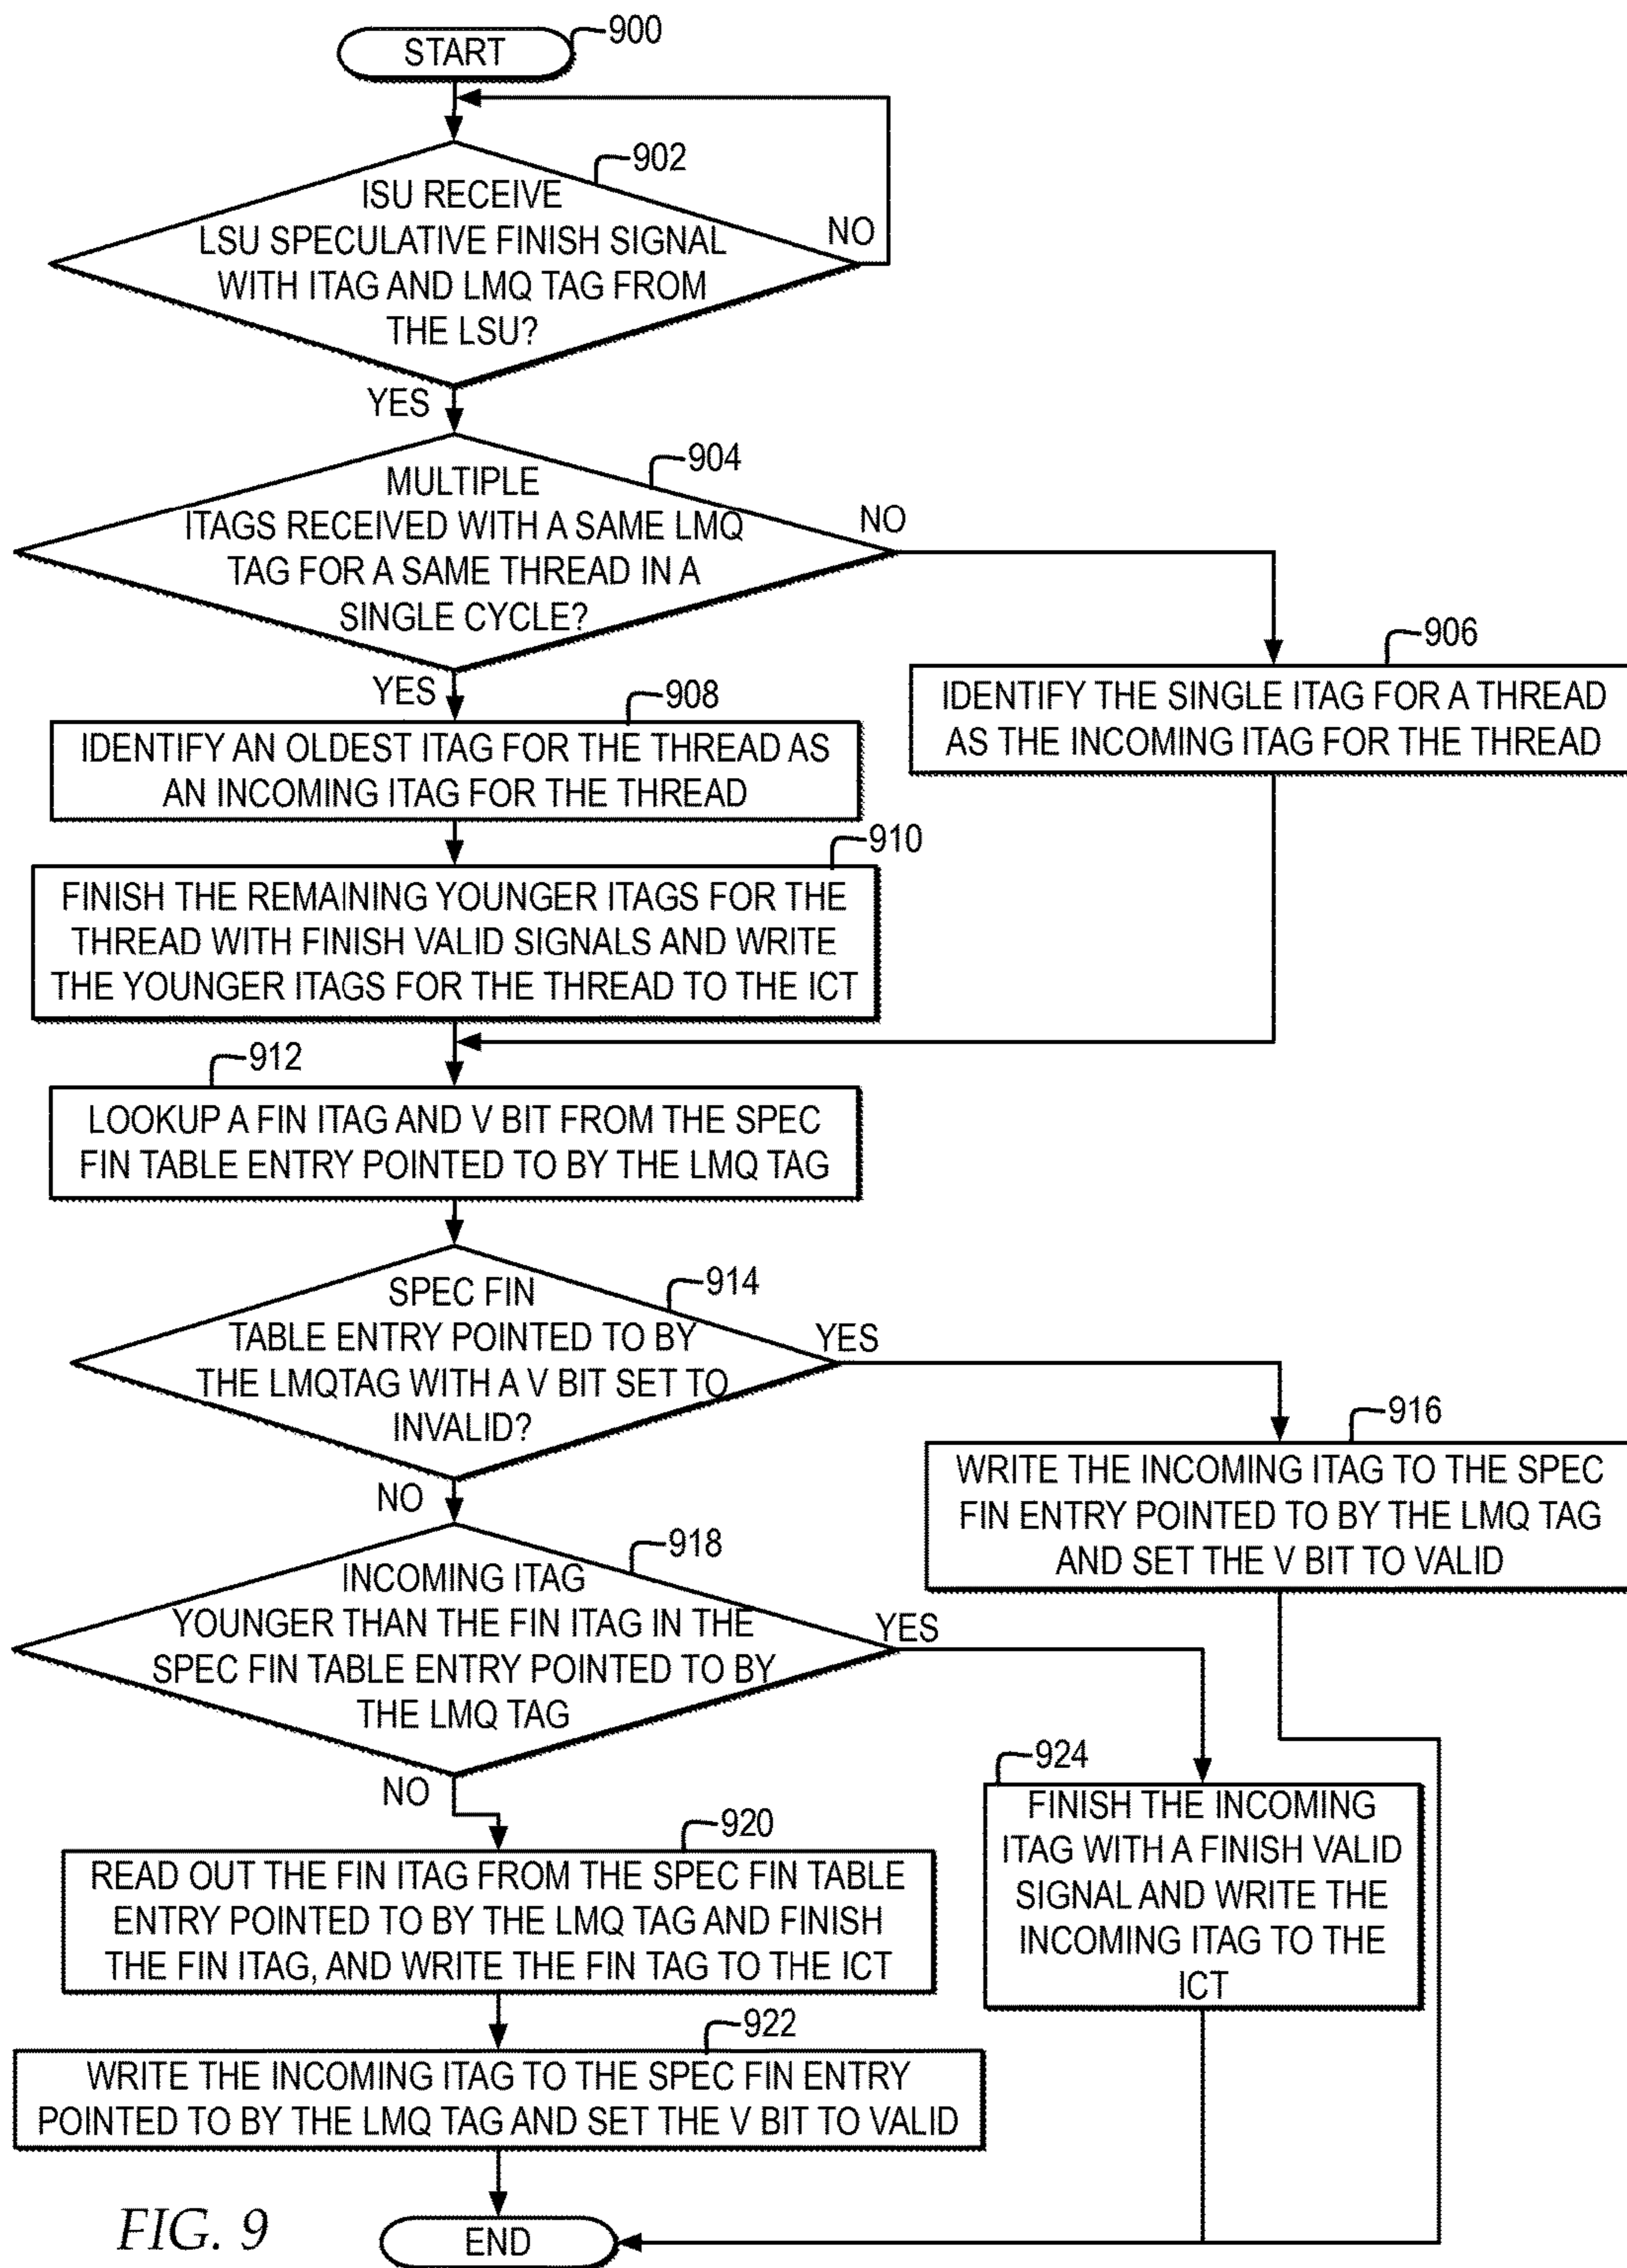 START
900
902
ISU RECEIVE
LSU SPECULATIVE FINISH SIGNAL
WITH ITAG AND LMQ TAG FROM
THE LSU?
NO
YES
904
MULTIPLE
ITAGS RECEIVED WITH A SAME LMQ
TAG FOR A SAME THREAD IN A
SINGLE CYCLE?
NO
YES
906
IDENTIFY THE SINGLE ITAG FOR A THREAD
AS THE INCOMING ITAG FOR THE THREAD
908
IDENTIFY AN OLDEST ITAG FOR THE THREAD AS
AN INCOMING ITAG FOR THE THREAD
910
FINISH THE REMAINING YOUNGER ITAGS FOR THE
THREAD WITH FINISH VALID SIGNALS AND WRITE
THE YOUNGER ITAGS FOR THE THREAD TO THE ICT
912
LOOKUP A FIN ITAG AND V BIT FROM THE SPEC
FIN TABLE ENTRY POINTED TO BY THE LMQ TAG
914
SPEC FIN
TABLE ENTRY POINTED TO BY
THE LMQTAG WITH A V BIT SET TO
INVALID?
YES
NO
916
WRITE THE INCOMING ITAG TO THE SPEC
FIN ENTRY POINTED TO BY THE LMQ TAG
AND SET THE V BIT TO VALID
918
INCOMING ITAG
YOUNGER THAN THE FIN ITAG IN THE
SPEC FIN TABLE ENTRY POINTED TO BY
THE LMQ TAG
YES
NO
924
FINISH THE INCOMING
ITAG WITH A FINISH VALID
SIGNAL AND WRITE THE
INCOMING ITAG TO THE
ICT
920
READ OUT THE FIN ITAG FROM THE SPEC FIN TABLE
ENTRY POINTED TO BY THE LMQ TAG AND FINISH
THE FIN ITAG, AND WRITE THE FIN TAG TO THE ICT
922
WRITE THE INCOMING ITAG TO THE SPEC FIN ENTRY
POINTED TO BY THE LMQ TAG AND SET THE V BIT TO VALID
FIG. 9
END